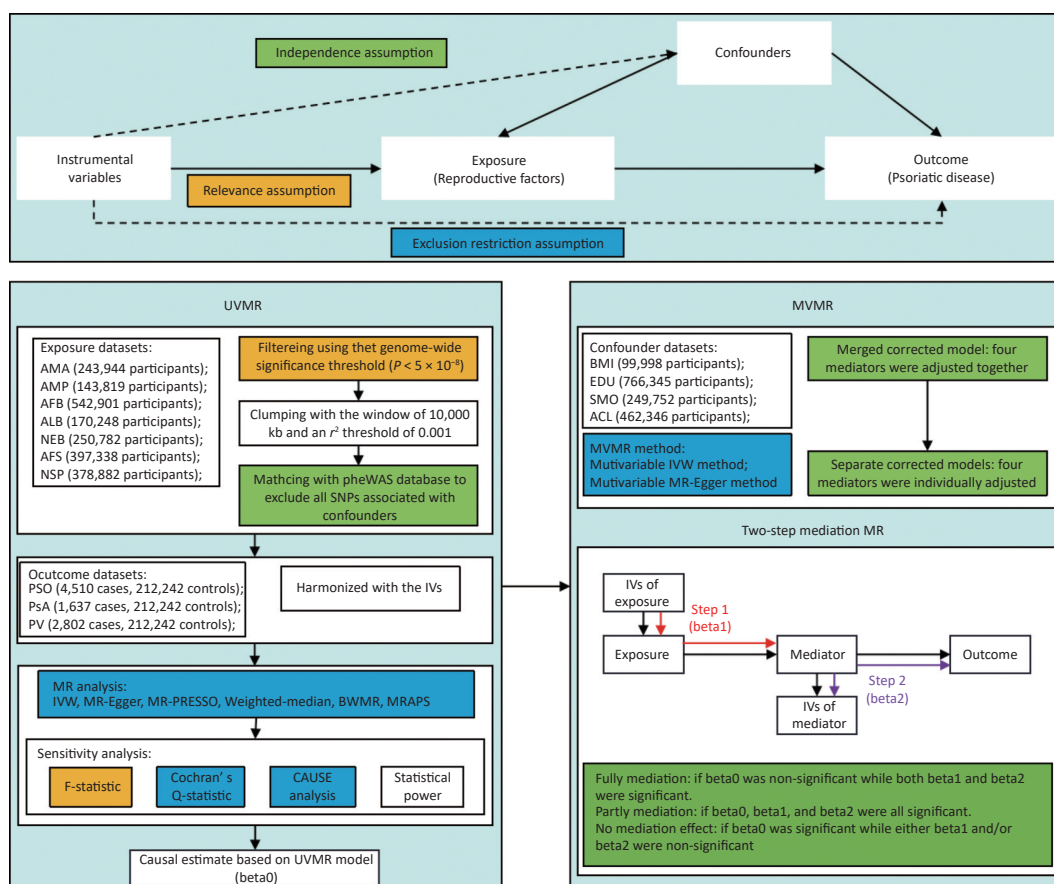 Independence assumption
Confounders
Instrumental
variables
Exposure
(Reproductive factors)
Outcome
(Psoriatic disease)
Relevance assumption
Exclusion restriction assumption
UVMR
Exposure datasets:
AMA (243,944 participants);
AMP (143,819 participants);
AFB (542,901 participants);
ALB (170,248 participants);
NEB (250,782 participants);
AFS (397,338 participants);
NSP (378,882 participants);
Filtereing using thet genome-wide
significance threshold (P < 5 × 10⁻⁸)
Clumping with the window of 10,000
kb and an r² threshold of 0.001
Mathcing with pheWAS database to
exclude all SNPs associated with
confounders
Ocutcome datasets:
PSO (4,510 cases, 212,242 controls);
PsA (1,637 cases, 212,242 controls);
PV (2,802 cases, 212,242 controls);
Harmonized with the IVs
MR analysis:
IVW, MR-Egger, MR-PRESSO, Weighted-median, BWMR, MRAPS
Sensitivity analysis:
F-statistic
Cochran' s
Q-statistic
CAUSE
analysis
Statistical
power
Causal estimate based on UVMR model
(beta0)
MVMR
Confounder datasets:
BMI (99,998 participants);
EDU (766,345 participants);
SMO (249,752 participants);
ACL (462,346 participants);
MVMR method:
Mutivariable IVW method;
Mutivariable MR-Egger method
Merged corrected model: four
mediators were adjusted together
Separate corrected models: four
mediators were individually adjusted
Two-step mediation MR
IVs of
exposure
Step 1
(beta1)
Exposure
Mediator
Outcome
Step 2
(beta2)
IVs of
mediator
Fully mediation: if beta0 was non-significant while both beta1 and beta2
were significant.
Partly mediation: if beta0, beta1, and beta2 were all significant.
No mediation effect: if beta0 was significant while either beta1 and/or
beta2 were non-significant